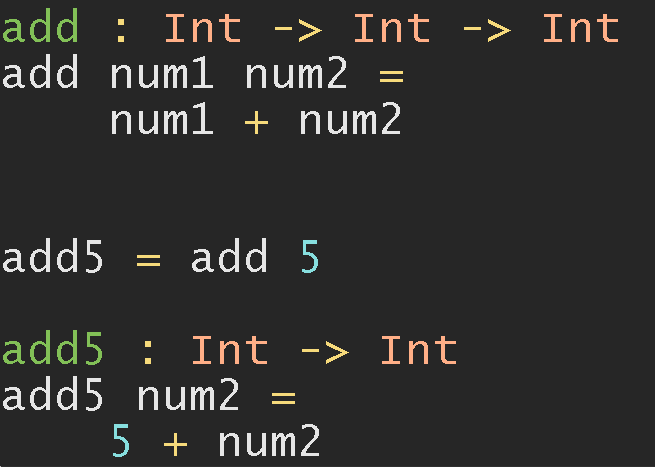 add : Int -> Int -> Int
add num1 num2 =
    num1 + num2
add5 = add 5
add5 : Int -> Int
add5 num2 =
    5 + num2